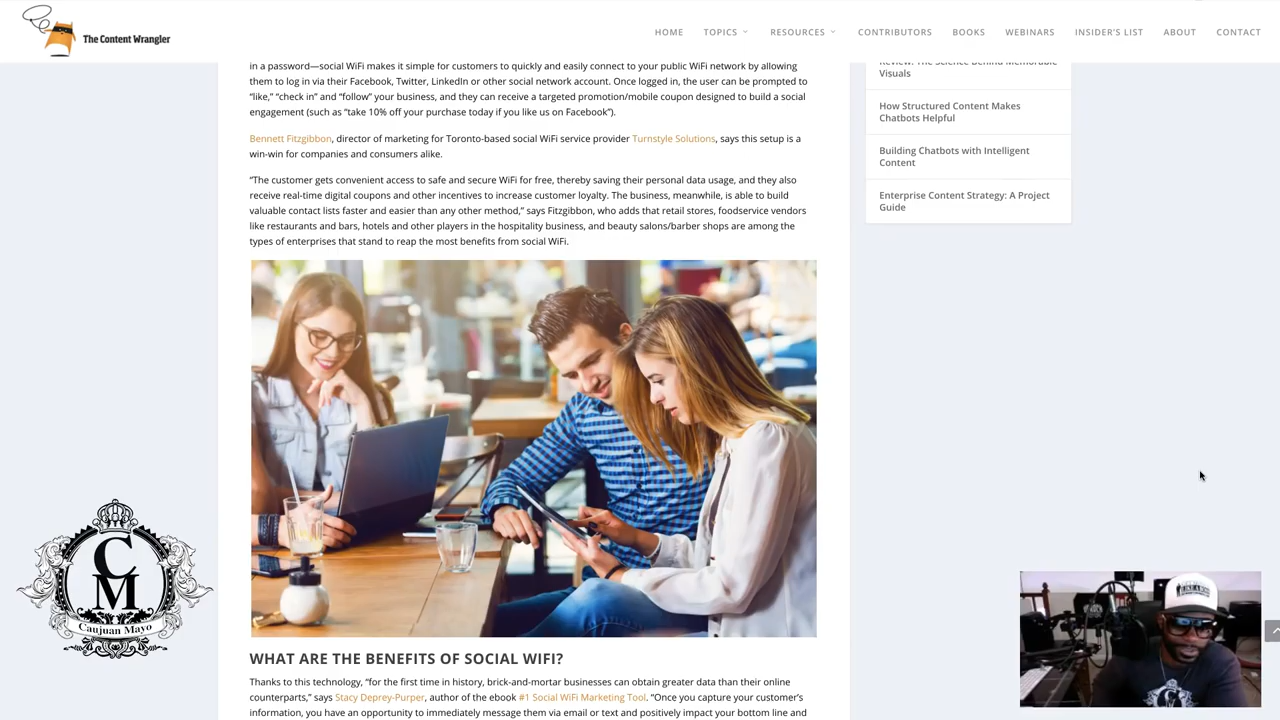 The Content Wrangler
HOME TOPICS RESOURCES CONTRIBUTORS BOOKS WEBINARS INSIDER'S LIST ABOUT CONTACT
in a password—social WiFi makes it simple for customers to quickly and easily connect to your public WiFi network by allowing
them to log in via their Facebook, Twitter, LinkedIn or other social network account. Once logged in, the user can be prompted to
“like,” “check in” and “follow” your business, and they can receive a targeted promotion/mobile coupon designed to build a social
engagement (such as “take 10% off your purchase today if you like us on Facebook”).
Bennett Fitzgibbon, director of marketing for Toronto-based social WiFi service provider Turnstyle Solutions, says this setup is a
win-win for companies and consumers alike.
“The customer gets convenient access to safe and secure WiFi for free, thereby saving their personal data usage, and they also
receive real-time digital coupons and other incentives to increase customer loyalty. The business, meanwhile, is able to build
valuable contact lists faster and easier than any other method,” says Fitzgibbon, who adds that retail stores, foodservice vendors
like restaurants and bars, hotels and other players in the hospitality business, and beauty salons/barber shops are among the
types of enterprises that stand to reap the most benefits from social WiFi.
WHAT ARE THE BENEFITS OF SOCIAL WIFI?
Thanks to this technology, “for the first time in history, brick-and-mortar businesses can obtain greater data than their online
counterparts,” says Stacy Deprey-Purper, author of the ebook #1 Social WiFi Marketing Tool. “Once you capture your customer’s
information, you have an opportunity to immediately message them via email or text and positively impact your bottom line and
Review: The Science Behind Memorable
Visuals
How Structured Content Makes
Chatbots Helpful
Building Chatbots with Intelligent
Content
Enterprise Content Strategy: A Project
Guide
C
M
Caujuan Mayo